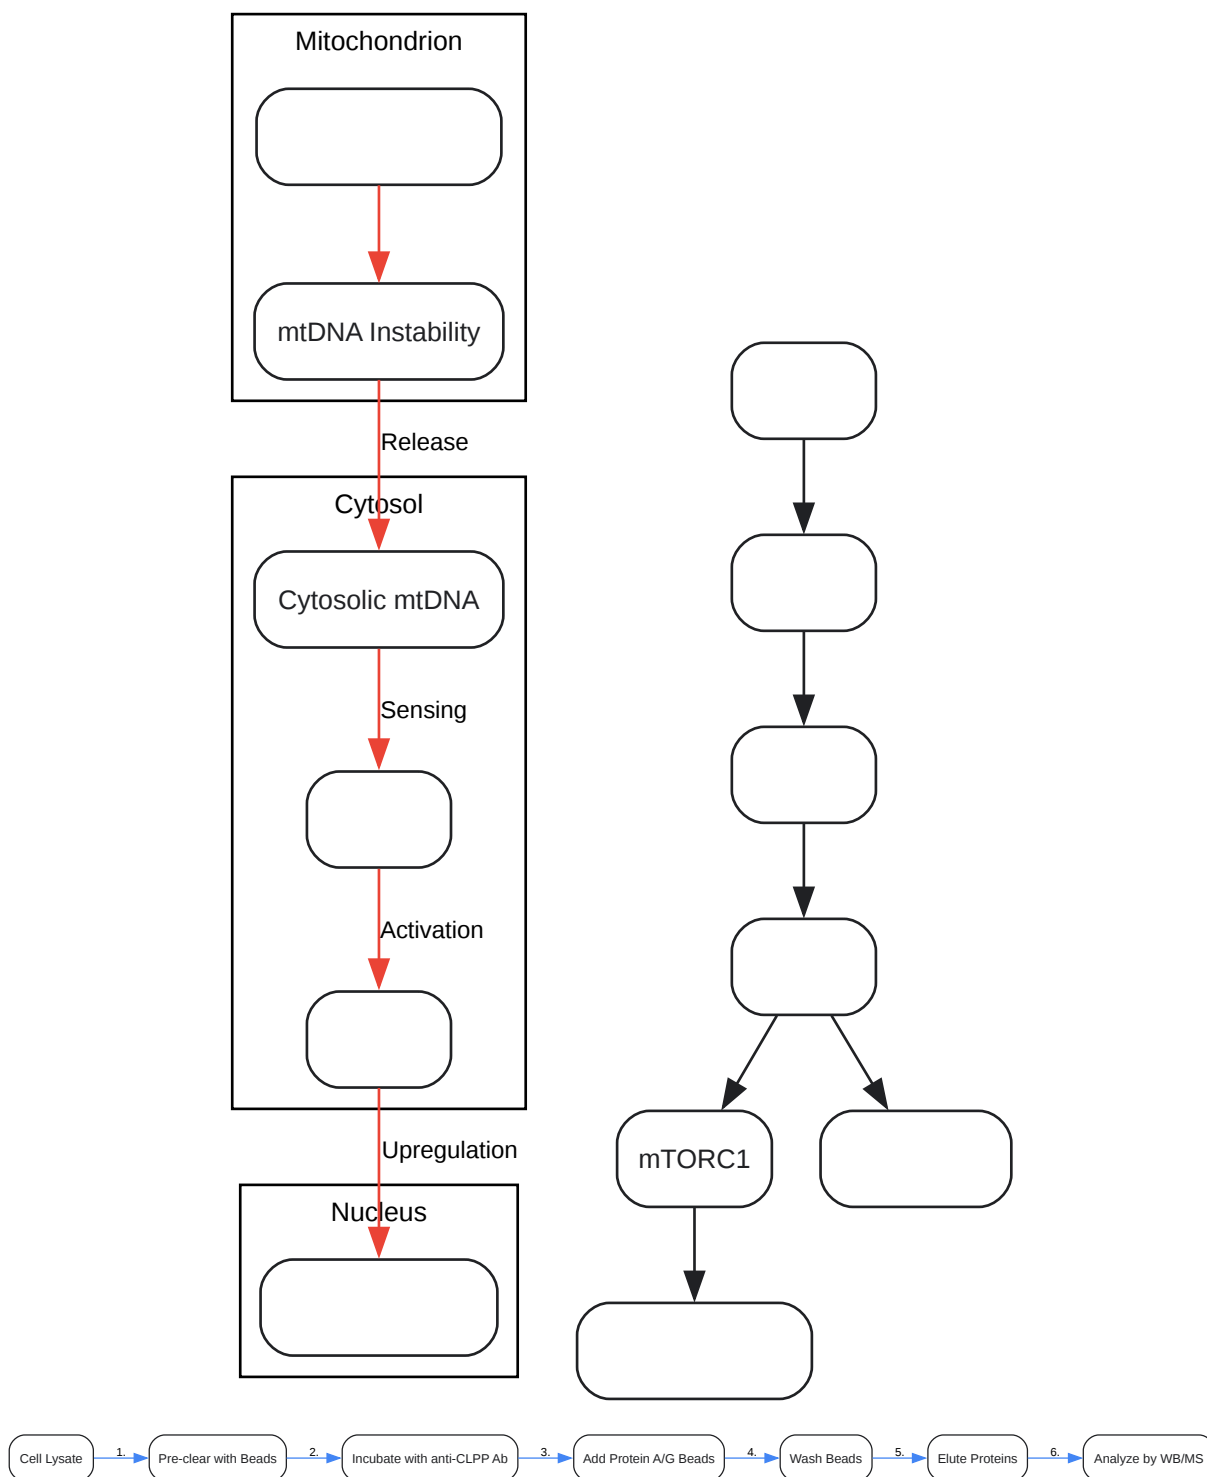 Mitochondrion
mtDNA Instability
Release
Cytosol
Cytosolic mtDNA
Sensing
Activation
Upregulation
Nucleus
mTORC1
Cell Lysate
1.
Pre-clear with Beads
2.
Incubate with anti-CLPP Ab
3.
Add Protein A/G Beads
4.
Wash Beads
5.
Elute Proteins
6.
Analyze by WB/MS